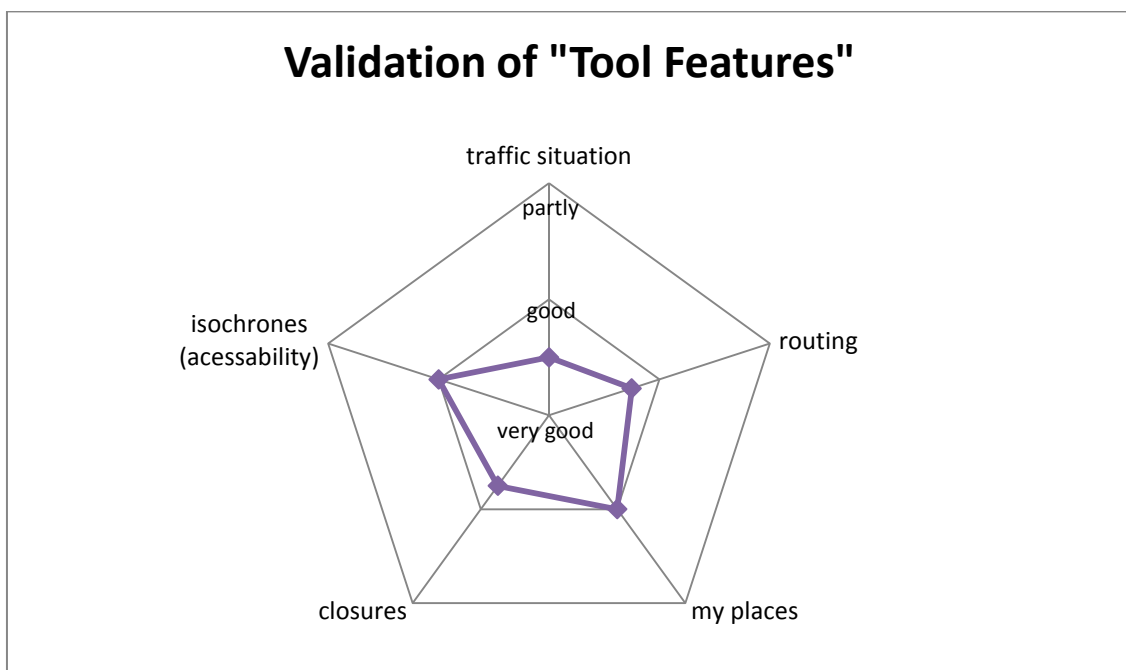 Validation of "Tool Features"
traffic situation
partly
good
isochrones
(acessability)
routing
very good
closures
my places